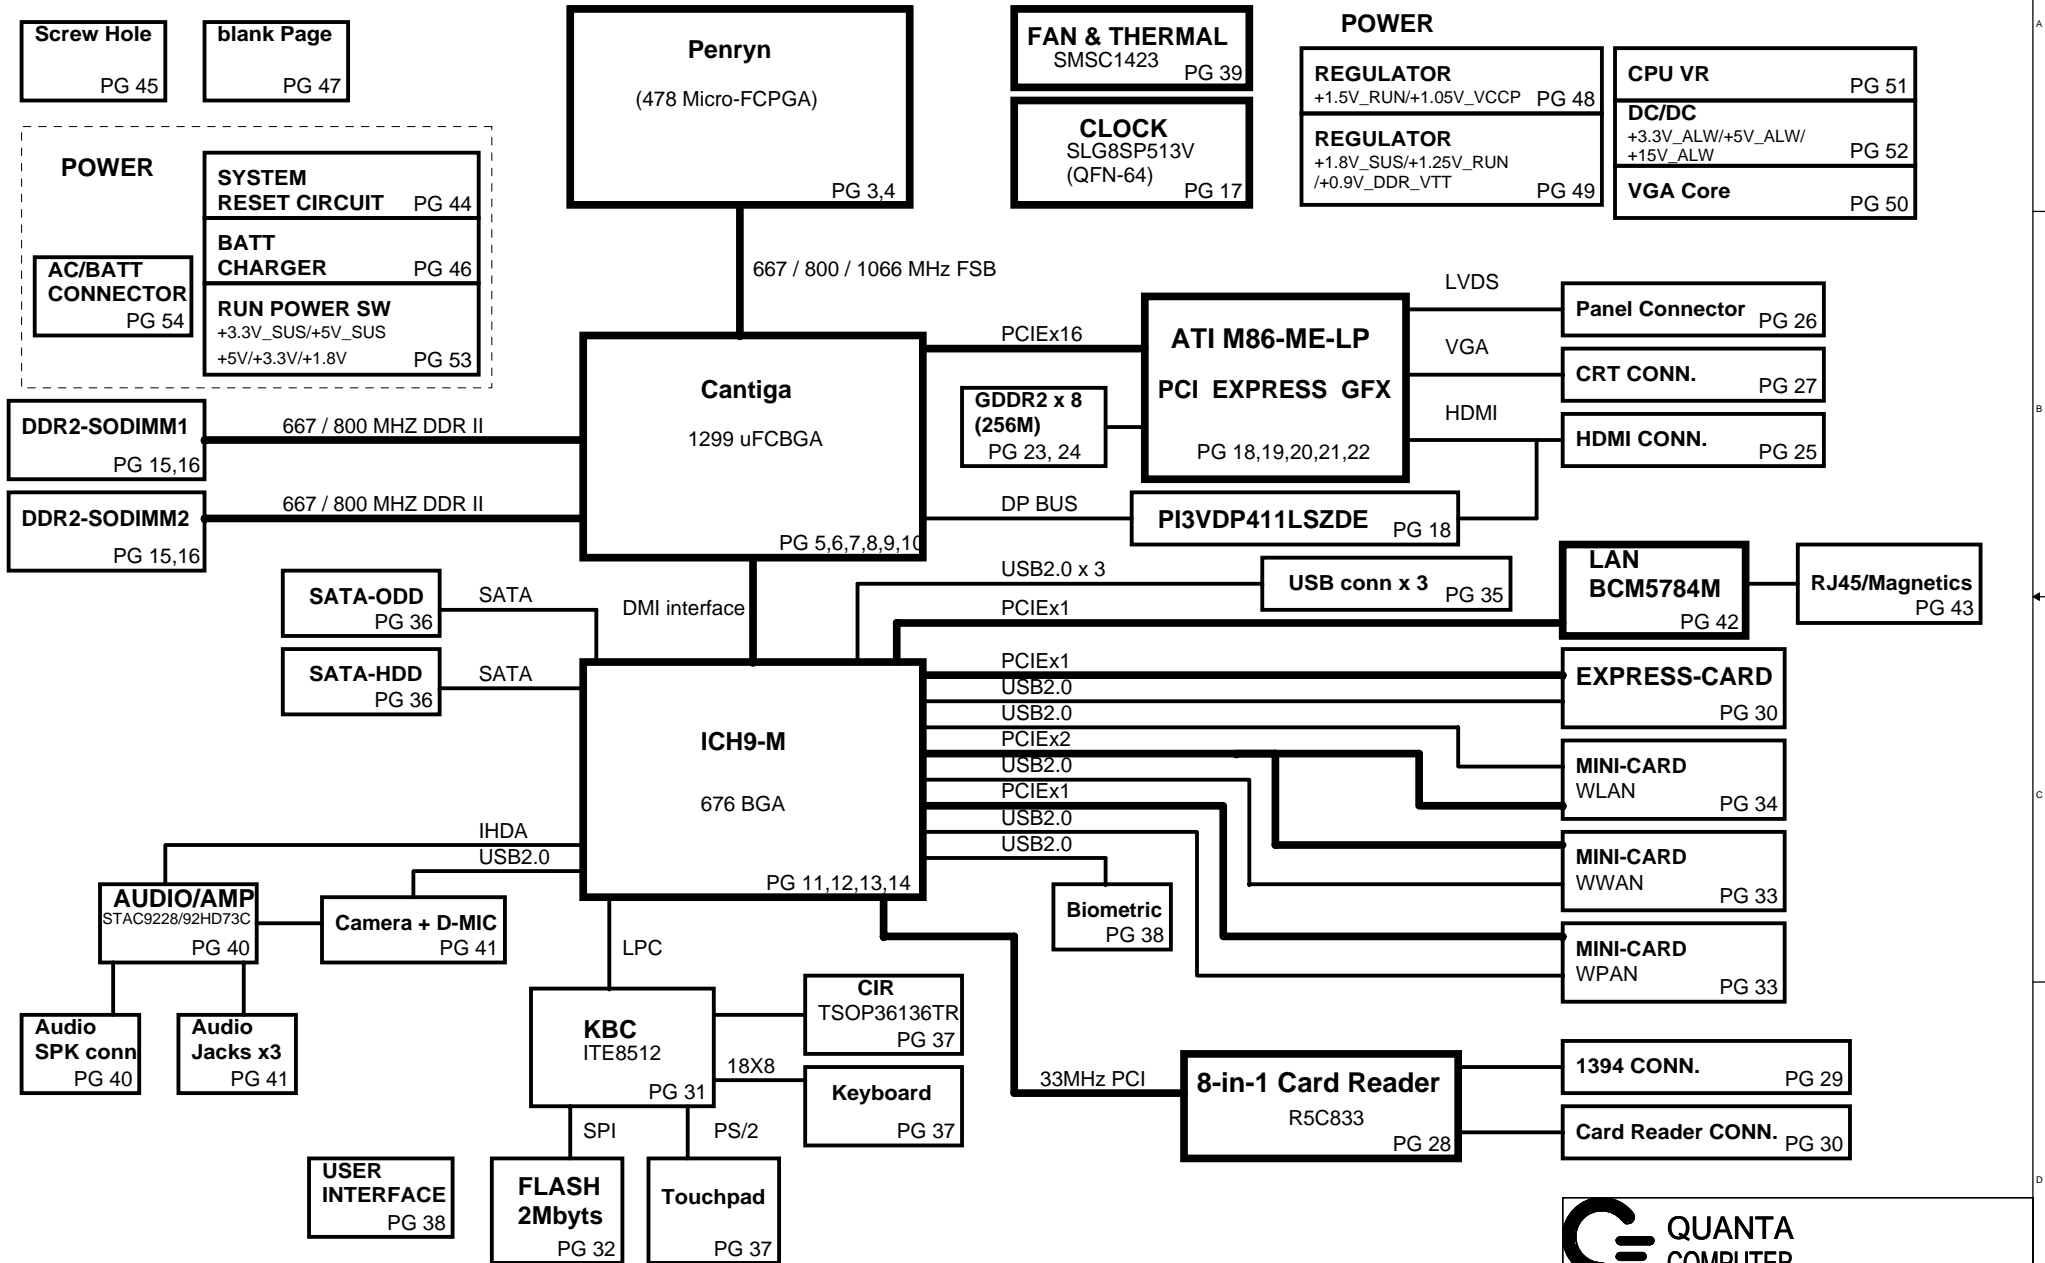 Screw Hole
PG 45
blank Page
PG 47
Penryn
(478 Micro-FCPGA)
PG 3,4
FAN & THERMAL
SMSC1423
PG 39
CLOCK
SLG8SP513V
(QFN-64)
PG 17
POWER
REGULATOR
+1.5V_RUN/+1.05V_VCCP
PG 48
REGULATOR
+1.8V_SUS/+1.25V_RUN
/+0.9V_DDR_VTT
PG 49
CPU VR
PG 51
DC/DC
+3.3V_ALW/+5V_ALW/
+15V_ALW
PG 52
VGA Core
PG 50
POWER
SYSTEM
RESET CIRCUIT
PG 44
BATT
CHARGER
PG 46
AC/BATT
CONNECTOR
PG 54
RUN POWER SW
+3.3V_SUS/+5V_SUS
+5V/+3.3V/+1.8V
PG 53
667 / 800 / 1066 MHz FSB
Cantiga
1299 uFCBGA
PG 5,6,7,8,9,10
PCIEx16
ATI M86-ME-LP
PCI EXPRESS GFX
PG 18,19,20,21,22
GDDR2 x 8
(256M)
PG 23, 24
LVDS
Panel Connector
PG 26
VGA
CRT CONN.
PG 27
HDMI
HDMI CONN.
PG 25
DDR2-SODIMM1
PG 15,16
667 / 800 MHZ DDR II
DDR2-SODIMM2
PG 15,16
667 / 800 MHZ DDR II
DP BUS
PI3VDP411LSZDE
PG 18
SATA-ODD
PG 36
SATA
SATA-HDD
PG 36
SATA
DMI interface
USB2.0 x 3
USB conn x 3
PG 35
PCIEx1
LAN
BCM5784M
PG 42
RJ45/Magnetics
PG 43
ICH9-M
676 BGA
PG 11,12,13,14
PCIEx1
USB2.0
USB2.0
PCIEx2
USB2.0
PCIEx1
USB2.0
USB2.0
EXPRESS-CARD
PG 30
MINI-CARD
WLAN
PG 34
MINI-CARD
WWAN
PG 33
MINI-CARD
WPAN
PG 33
Biometric
PG 38
IHDA
USB2.0
AUDIO/AMP
STAC9228/92HD73C
PG 40
Camera + D-MIC
PG 41
Audio
SPK conn
PG 40
Audio
Jacks x3
PG 41
LPC
KBC
ITE8512
PG 31
CIR
TSOP36136TR
PG 37
18X8
Keyboard
PG 37
SPI
PS/2
USER
INTERFACE
PG 38
FLASH
2Mbyts
PG 32
Touchpad
PG 37
33MHz PCI
8-in-1 Card Reader
R5C833
PG 28
1394 CONN.
PG 29
Card Reader CONN.
PG 30
QUANTA
COMPUTER
A
B
C
D